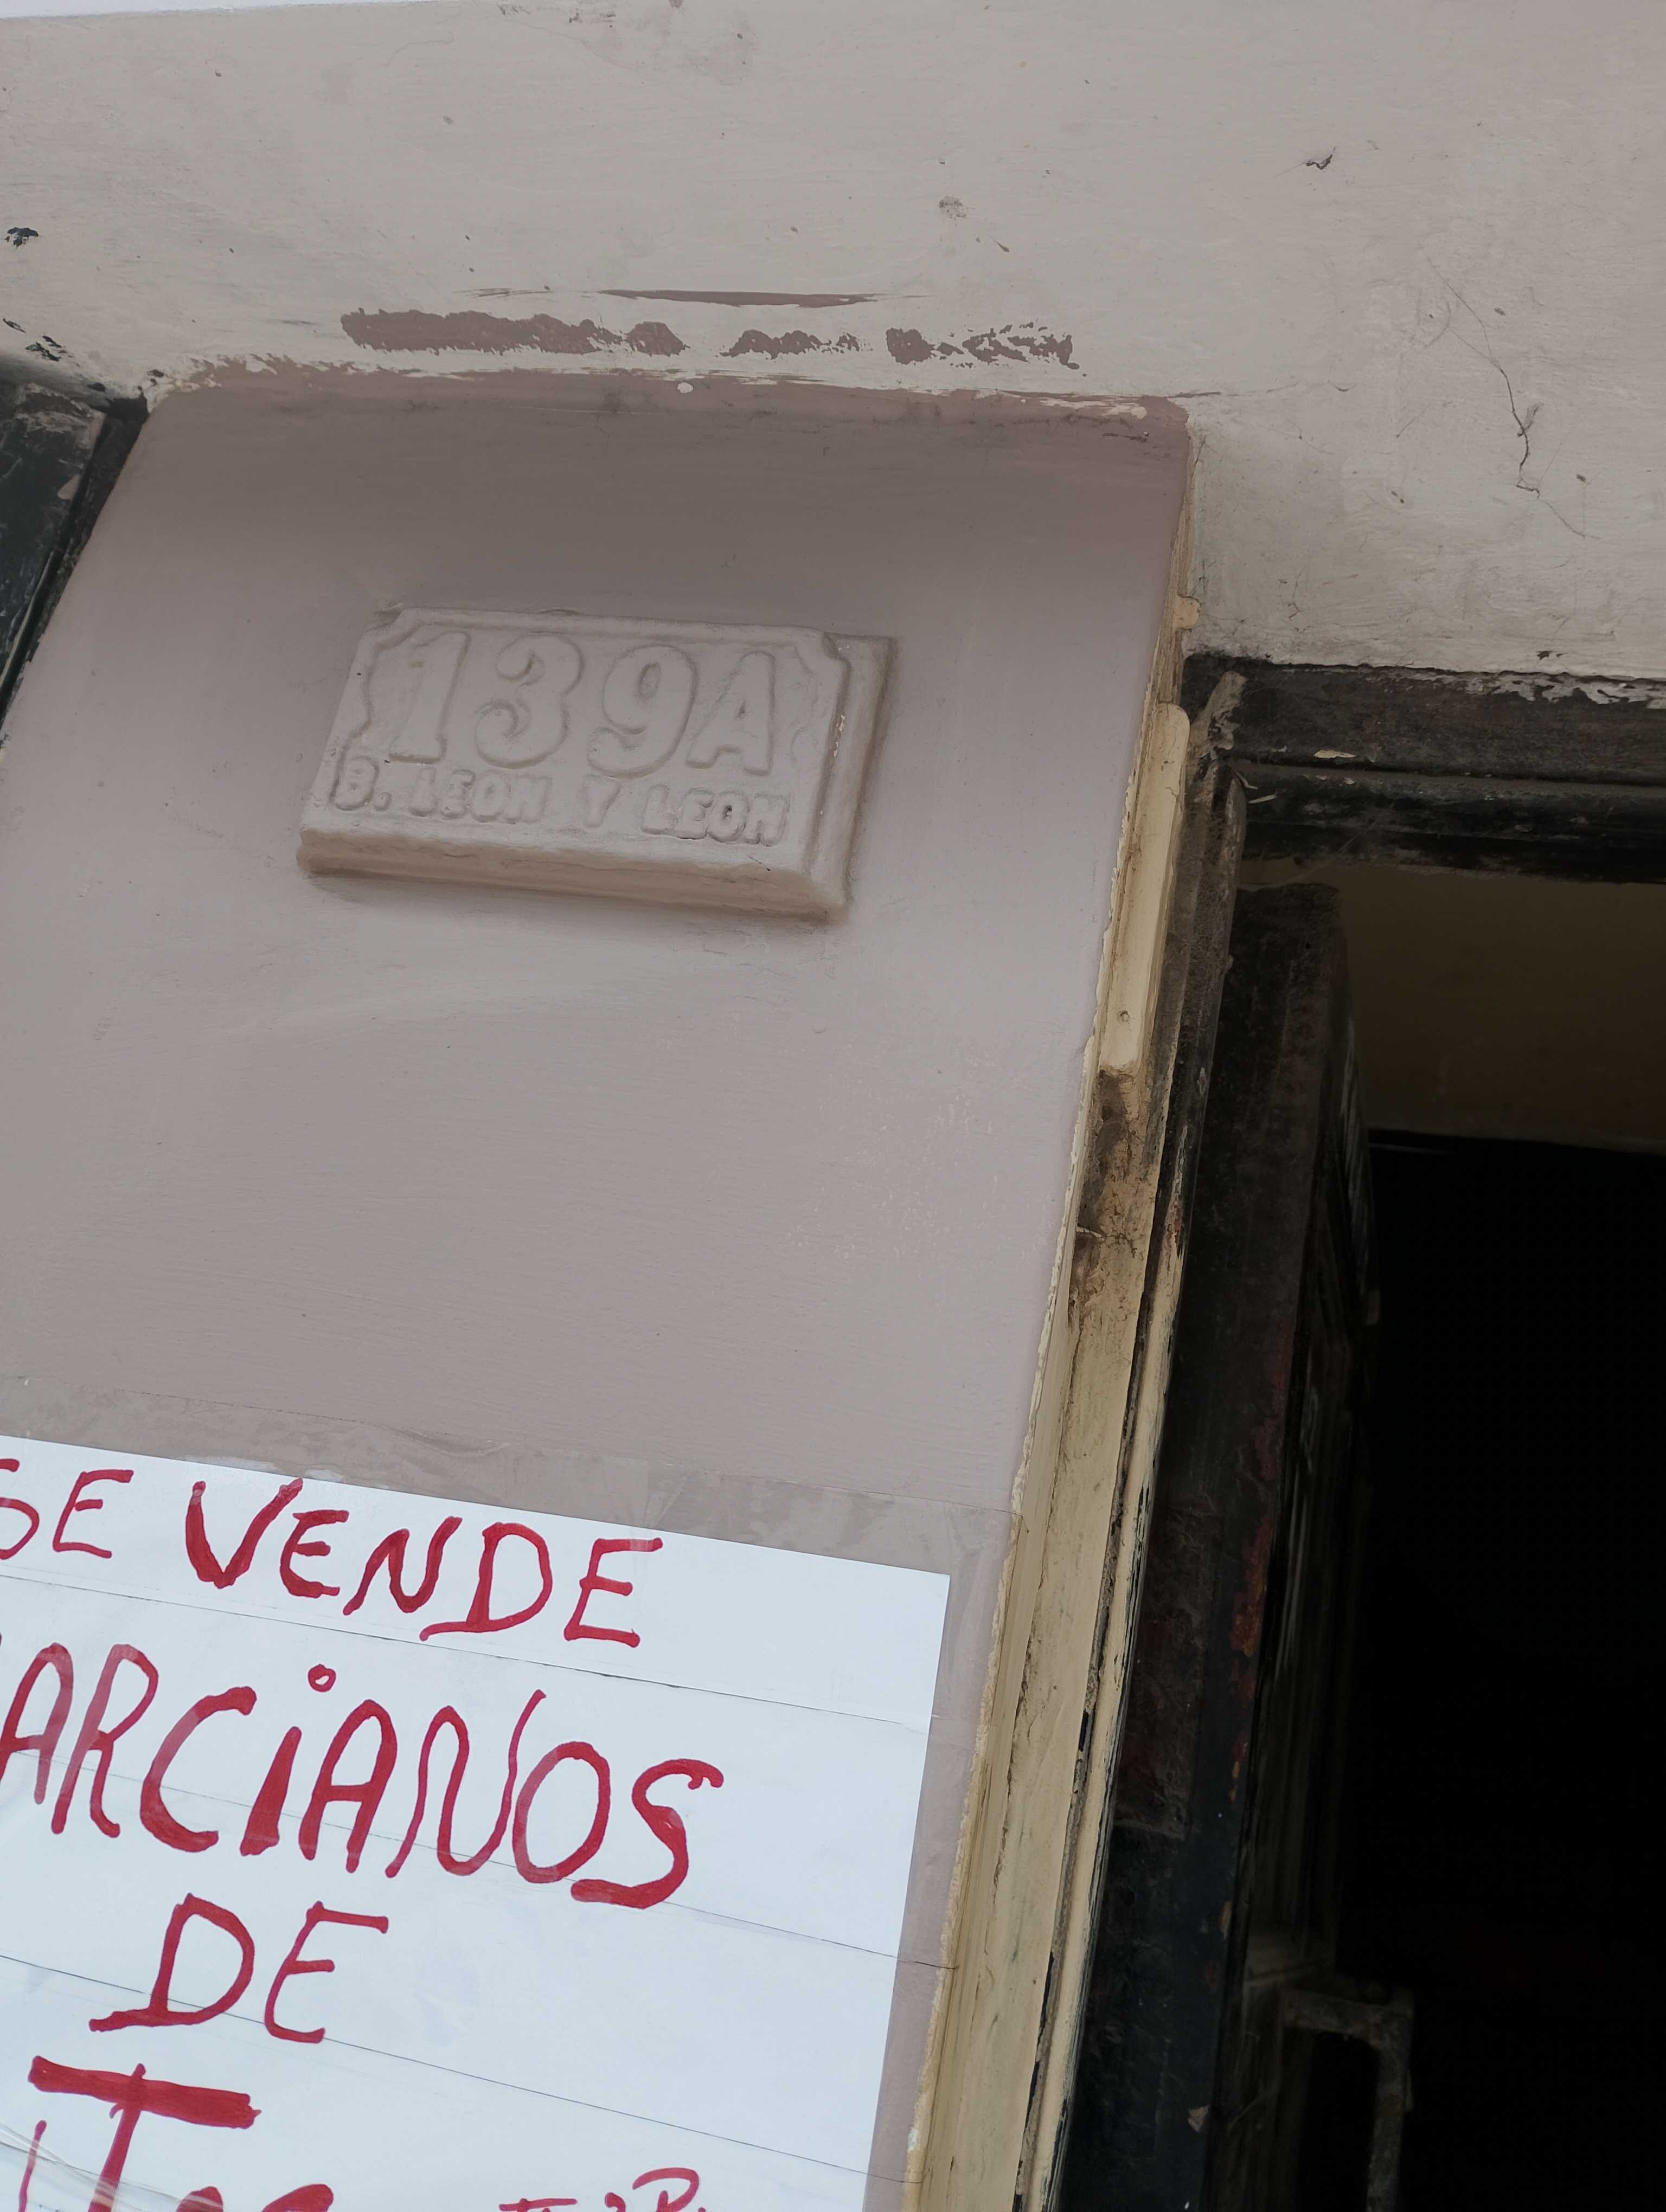 139A
B. LEON Y LEON
SE VENDE
ARCiANOS
DE